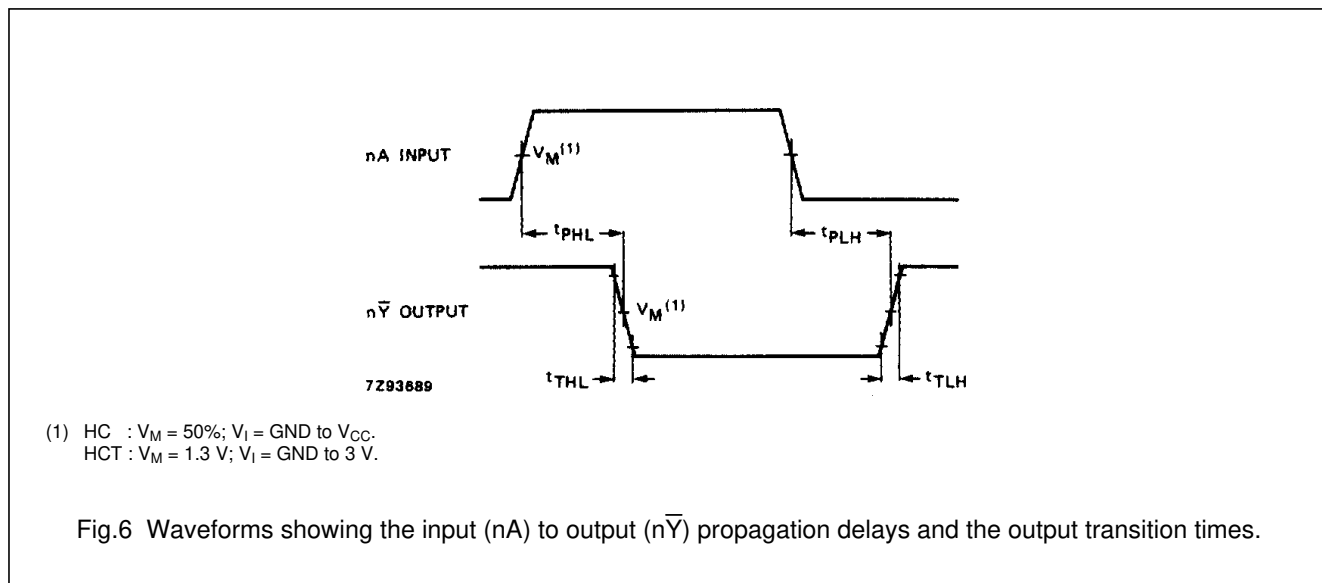 nA INPUT
VM(1)
tPHL
tPLH
nY̅ OUTPUT
VM(1)
tTHL
tTLH
7Z93689
(1) HC : VM = 50%; VI = GND to VCC.
HCT : VM = 1.3 V; VI = GND to 3 V.
Fig.6 Waveforms showing the input (nA) to output (nY̅) propagation delays and the output transition times.